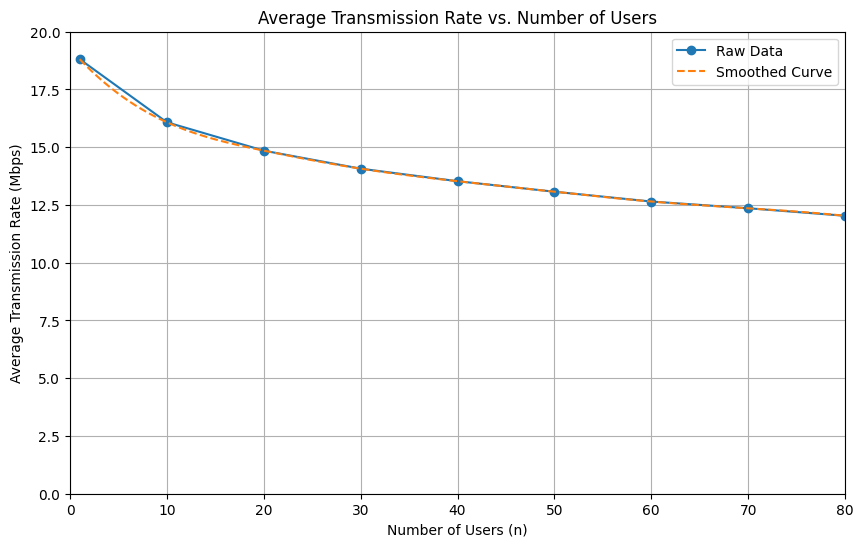 Average Transmission Rate vs. Number of Users
Raw Data
Smoothed Curve
Average Transmission Rate (Mbps)
20.0
17.5
15.0
12.5
10.0
7.5
5.0
2.5
0.0
0 10 20 30 40 50 60 70 80
Number of Users (n)